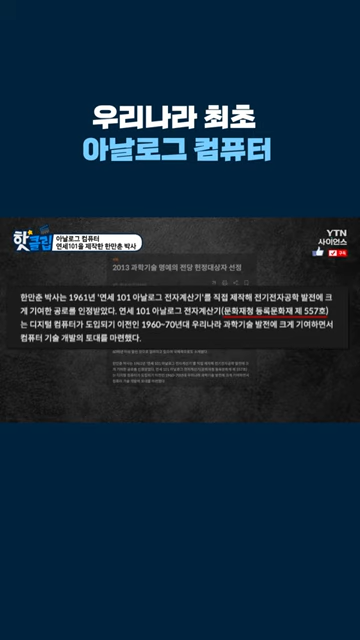 우리나라 최초
아날로그 컴퓨터
핫클립
아날로그 컴퓨터
연세101을 제작한 한만춘 박사
YTN
사이언스
구독
2013 과학기술 명예의 전당 헌정대상자 선정
한만춘 박사는 1961년 '연세 101 아날로그 전자계산기'를 직접 제작해 전기전자공학 발전에 크
게 기여한 공로를 인정받았다. 연세 101 아날로그 전자계산기(문화재청 등록문화재 제 557호)
는 디지털 컴퓨터가 도입되기 이전인 1960~70년대 우리나라 과학기술 발전에 크게 기여하면서
컴퓨터 기술 개발의 토대를 마련했다.